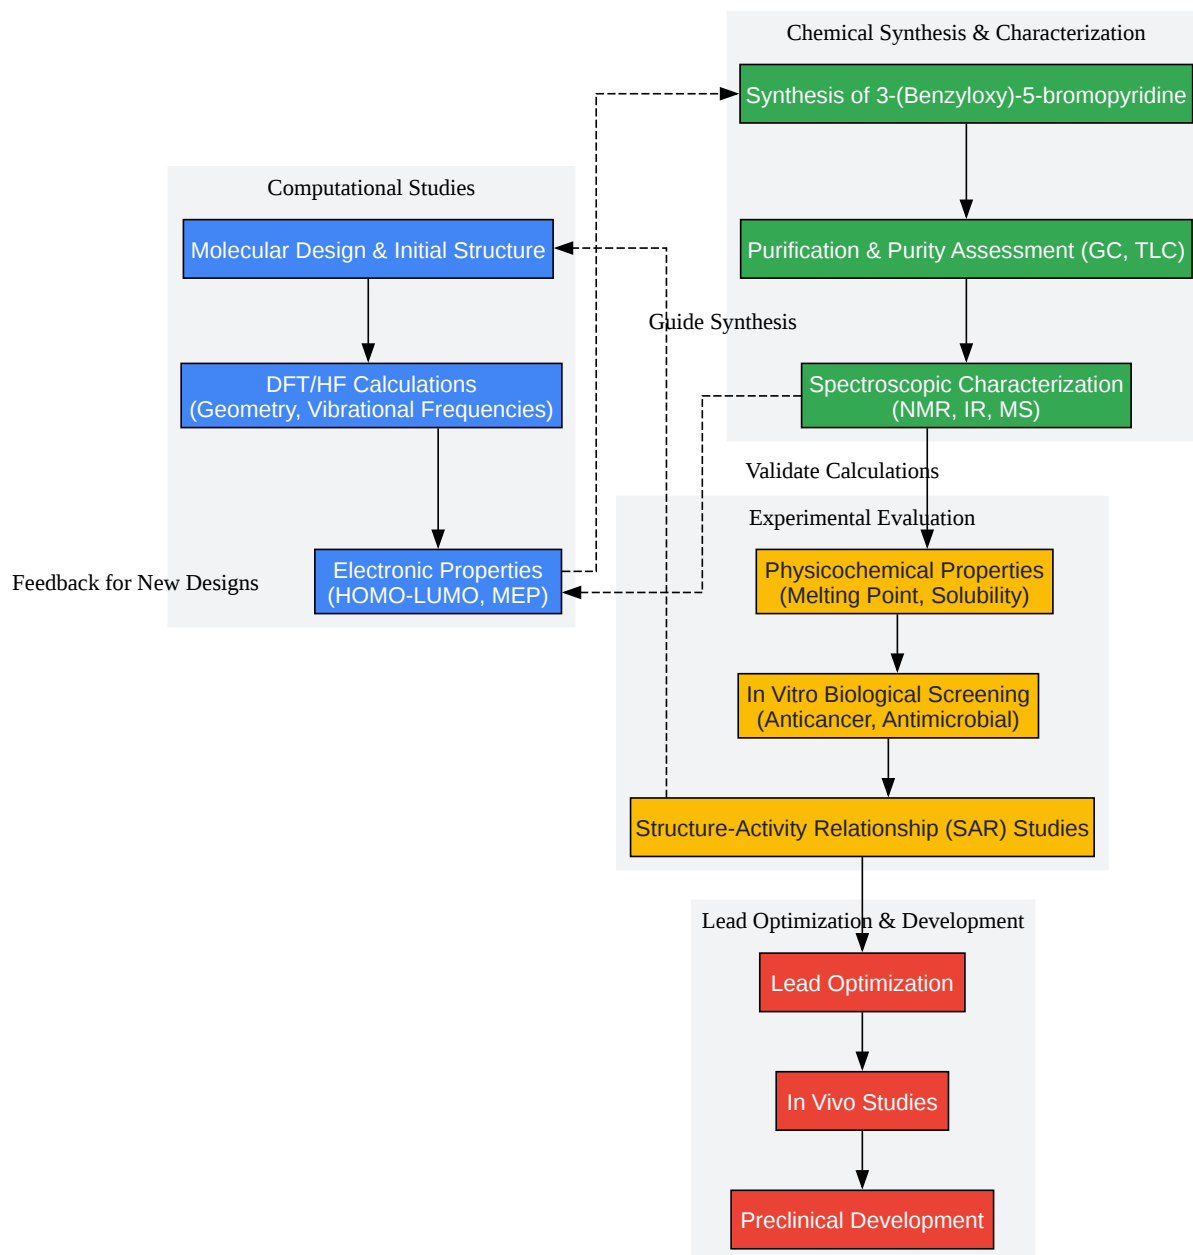 Chemical Synthesis & Characterization
Synthesis of 3-(Benzyloxy)-5-bromopyridine
Purification & Purity Assessment (GC, TLC)
Spectroscopic Characterization
(NMR, IR, MS)
Computational Studies
Molecular Design & Initial Structure
DFT/HF Calculations
(Geometry, Vibrational Frequencies)
Electronic Properties
(HOMO-LUMO, MEP)
Guide Synthesis
Validate Calculations
Feedback for New Designs
Experimental Evaluation
Physicochemical Properties
(Melting Point, Solubility)
In Vitro Biological Screening
(Anticancer, Antimicrobial)
Structure-Activity Relationship (SAR) Studies
Lead Optimization & Development
Lead Optimization
In Vivo Studies
Preclinical Development